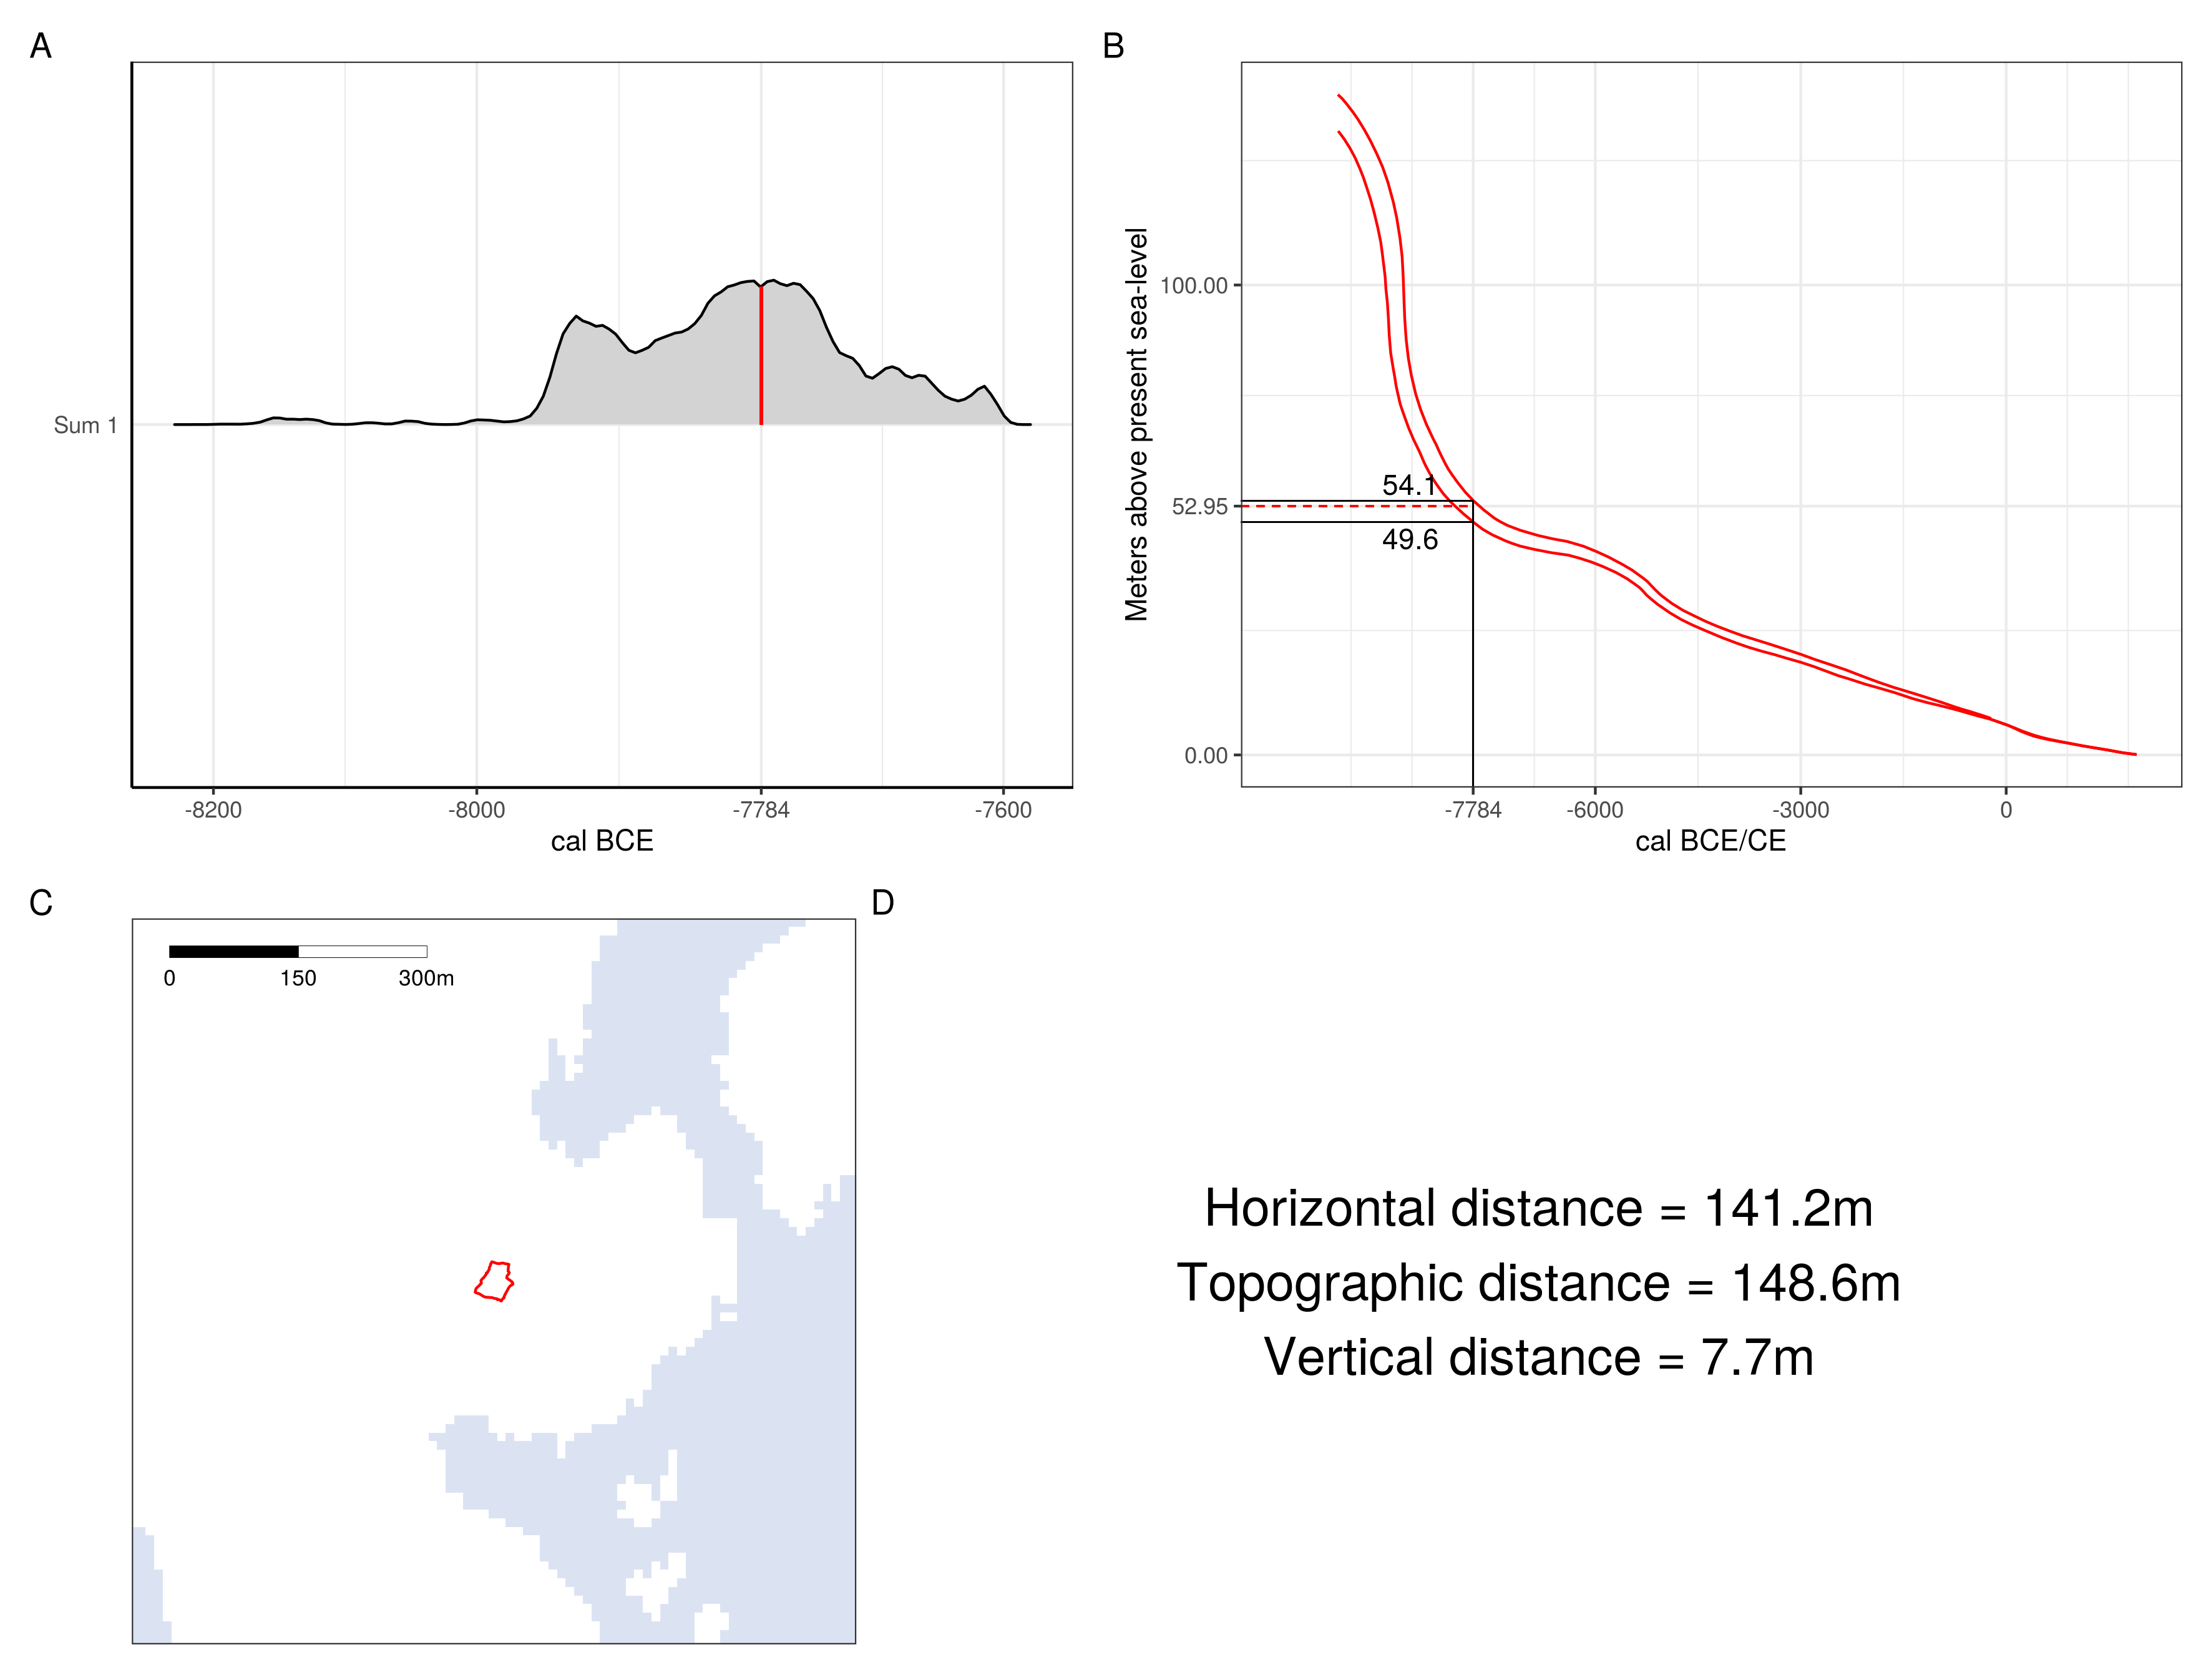 A
Sum 1
-8200
-8000
-7784
-7600
cal BCE
B
Meters above present sea-level
100.00
52.95
0.00
54.1
49.6
-7784
-6000
-3000
0
cal BCE/CE
C
0
150
300m
D
Horizontal distance = 141.2m
Topographic distance = 148.6m
Vertical distance = 7.7m